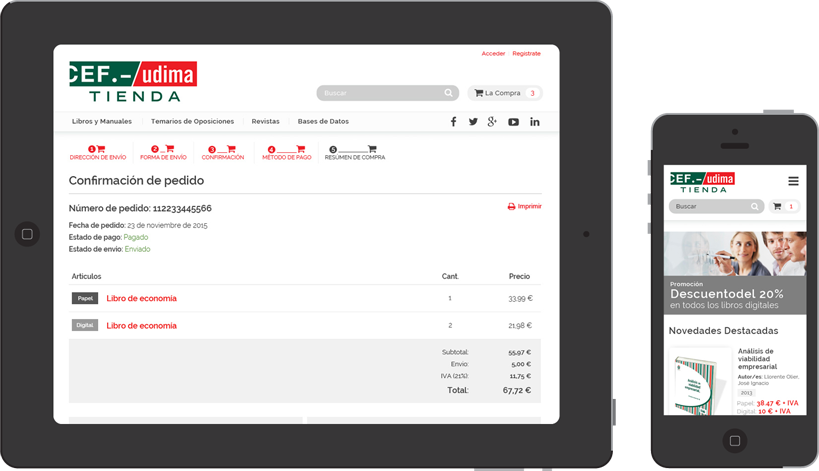 Acceder Regístrate
CEF.-/udima
TIENDA
Buscar
La Compra 3
Libros y Manuales Temarios de Oposiciones Revistas Bases de Datos
1 2 3 4 5
DIRECCIÓN DE ENVÍO FORMA DE ENVÍO CONFIRMACIÓN MÉTODO DE PAGO RESÚMEN DE COMPRA
Confirmación de pedido
Número de pedido: 112233445566
Imprimir
Fecha de pedido: 23 de noviembre de 2015
Estado de pago: Pagado
Estado de envío: Enviado
Artículos Cant. Precio
Papel Libro de economía 1 33,99 €
Digital Libro de economía 2 21,98 €
Subtotal: 55,97 €
Envío: 5,00 €
IVA (21%): 11,75 €
Total: 67,72 €
CEF.-/udima
TIENDA
Buscar
1
Promoción
Descuentodel 20%
en todos los libros digitales
Novedades Destacadas
Análisis de
viabilidad
empresarial
Autor/es: Llorente Olier,
José Ignacio
2013
Papel: 38.47 € + IVA
Digital: 10 € + IVA